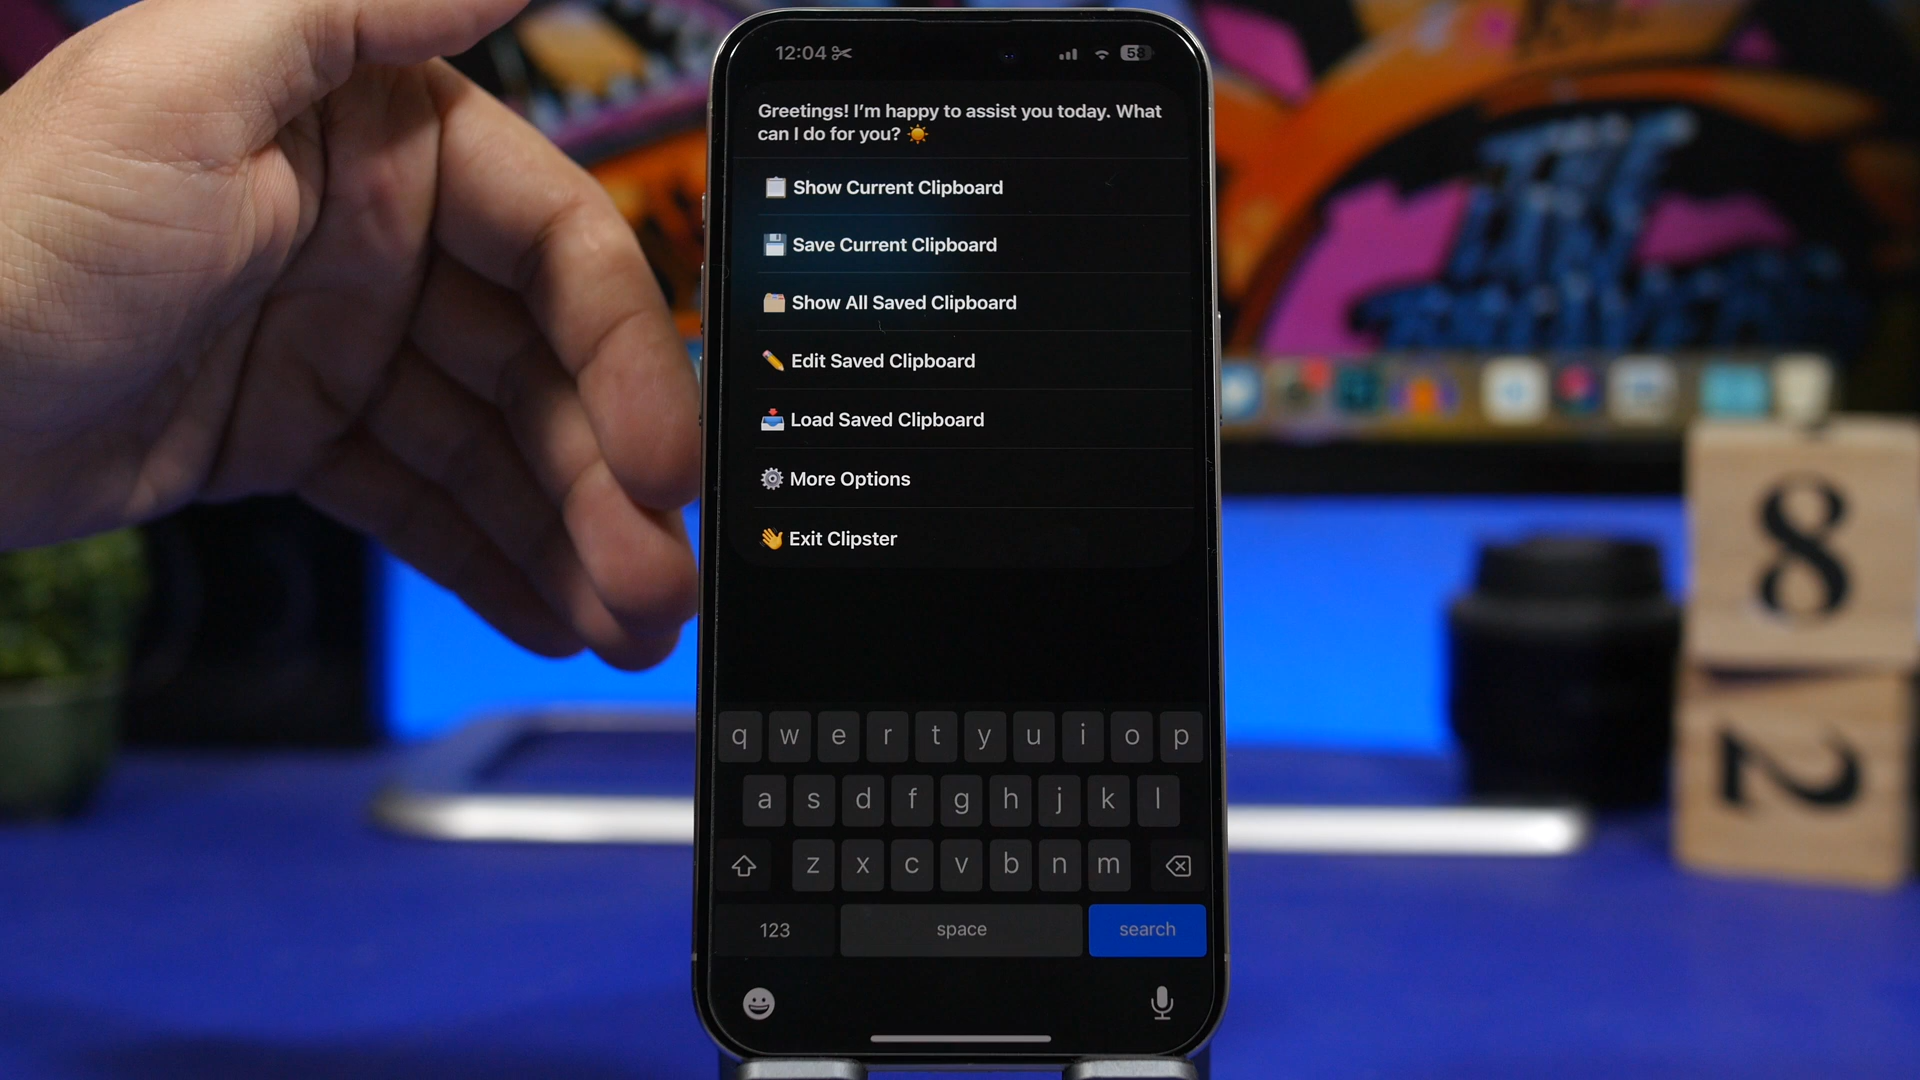 12:04
58
Greetings! I'm happy to assist you today. What
can I do for you? ☀️
📋 Show Current Clipboard
💾 Save Current Clipboard
🗂️ Show All Saved Clipboard
✏️ Edit Saved Clipboard
📥 Load Saved Clipboard
⚙️ More Options
👋 Exit Clipster
q w e r t y u i o p
a s d f g h j k l
z x c v b n m
123 space search
8
2